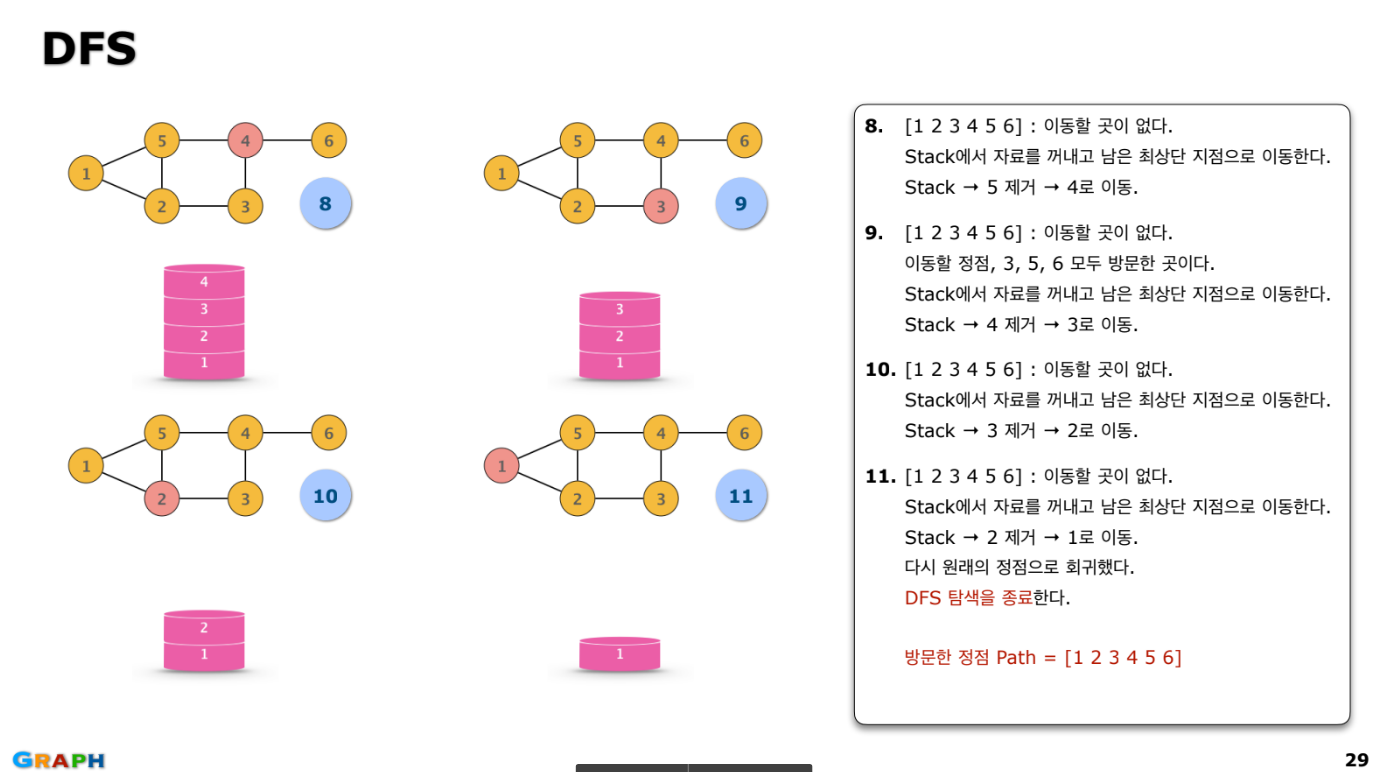 DFS
5 4 6
1
2 3
8
4
3
2
1
5 4 6
1
2 3
9
3
2
1
5 4 6
1
2 3
10
2
1
5 4 6
1
2 3
11
1
8. [1 2 3 4 5 6] : 이동할 곳이 없다.
Stack에서 자료를 꺼내고 남은 최상단 지점으로 이동한다.
Stack → 5 제거 → 4로 이동.
9. [1 2 3 4 5 6] : 이동할 곳이 없다.
이동할 정점, 3, 5, 6 모두 방문한 곳이다.
Stack에서 자료를 꺼내고 남은 최상단 지점으로 이동한다.
Stack → 4 제거 → 3로 이동.
10. [1 2 3 4 5 6] : 이동할 곳이 없다.
Stack에서 자료를 꺼내고 남은 최상단 지점으로 이동한다.
Stack → 3 제거 → 2로 이동.
11. [1 2 3 4 5 6] : 이동할 곳이 없다.
Stack에서 자료를 꺼내고 남은 최상단 지점으로 이동한다.
Stack → 2 제거 → 1로 이동.
다시 원래의 정점으로 회귀했다.
DFS 탐색을 종료한다.
방문한 정점 Path = [1 2 3 4 5 6]
GRAPH
29